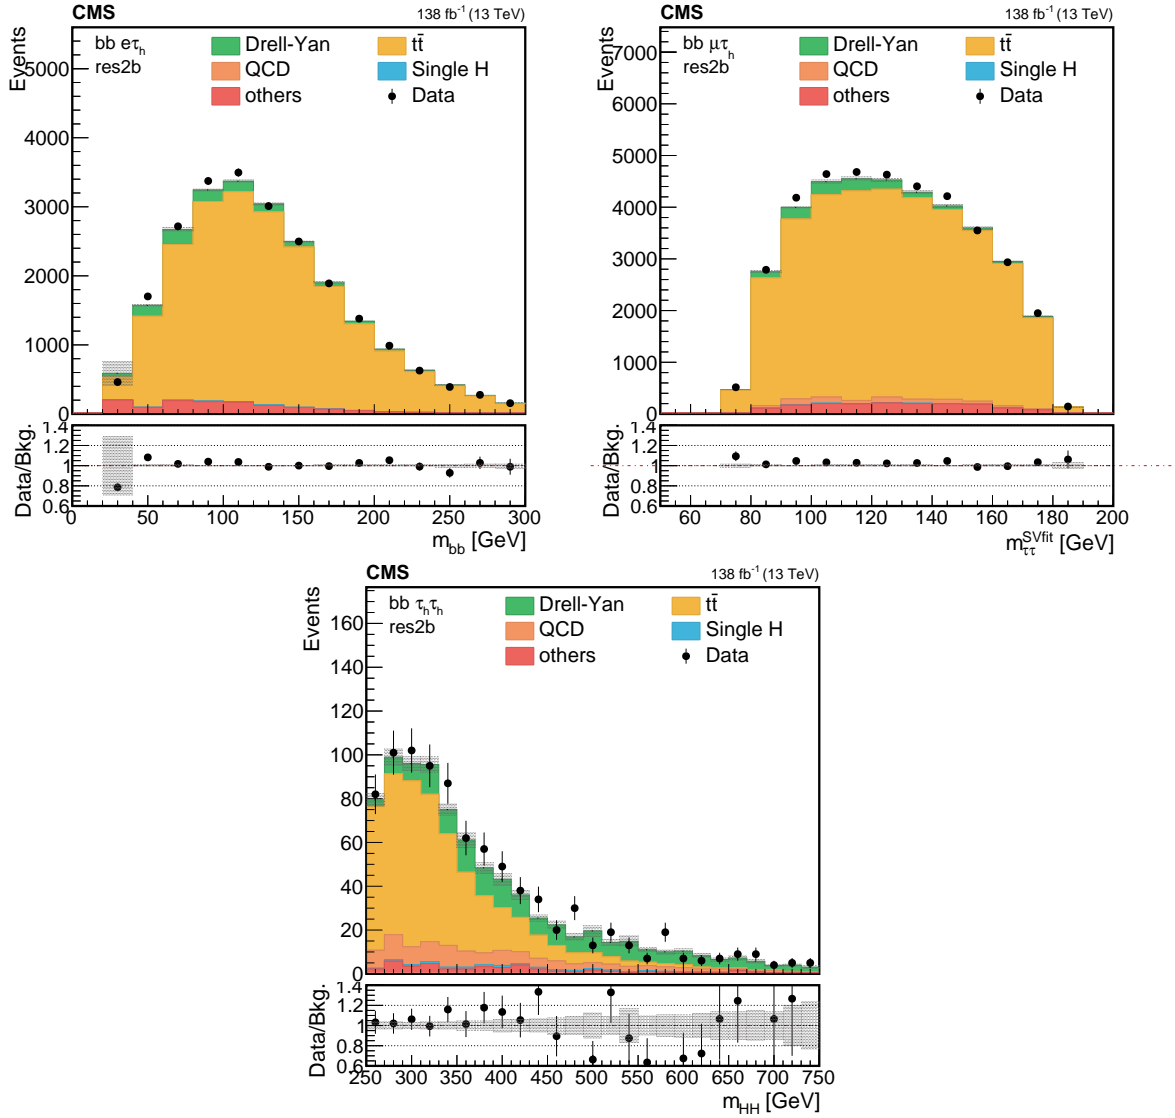 CMS 138 fb⁻¹ (13 TeV)
Events
bb eτh
res2b
Drell-Yan tt̄
QCD Single H
others Data
5000
4000
3000
2000
1000
0
Data/Bkg.
1.4
1.2
1
0.8
0.6
0 50 100 150 200 250 300
mbb [GeV]
CMS 138 fb⁻¹ (13 TeV)
Events
bb μτh
res2b
Drell-Yan tt̄
QCD Single H
others Data
7000
6000
5000
4000
3000
2000
1000
0
Data/Bkg.
1.4
1.2
1
0.8
0.6
60 80 100 120 140 160 180 200
mττSVfit [GeV]
CMS 138 fb⁻¹ (13 TeV)
Events
bb τhτh
res2b
Drell-Yan tt̄
QCD Single H
others Data
160
140
120
100
80
60
40
20
0
Data/Bkg.
1.4
1.2
1
0.8
0.6
250 300 350 400 450 500 550 600 650 700 750
mHH [GeV]